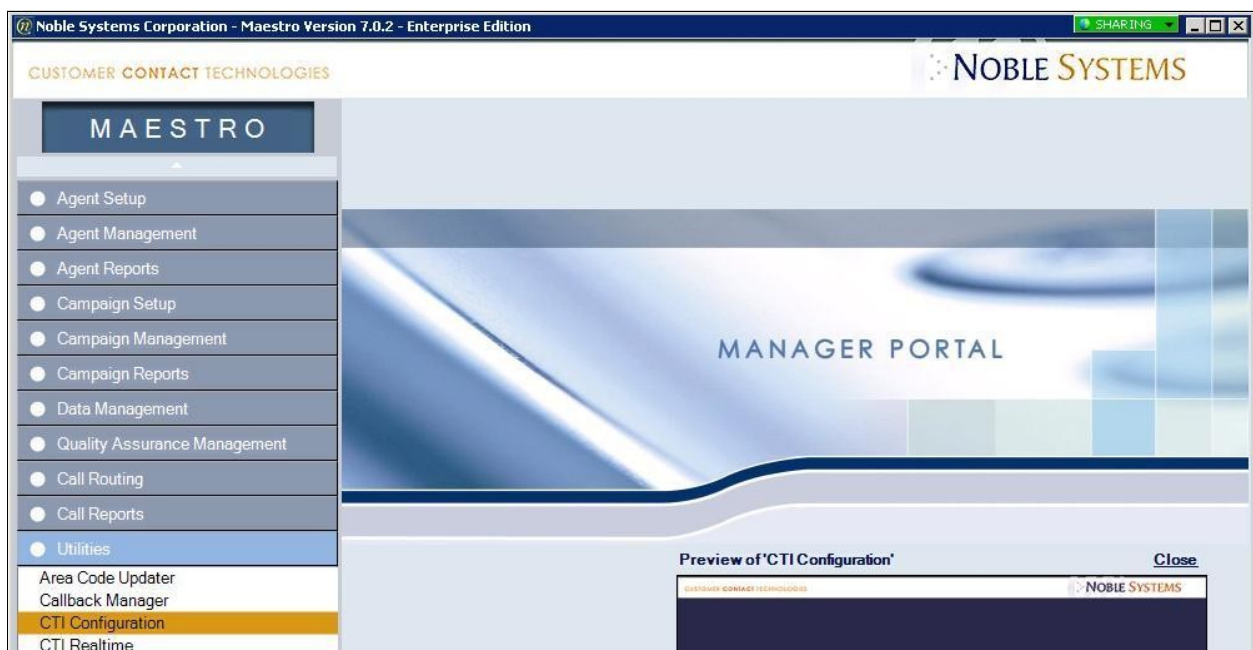 Noble Systems Corporation - Maestro Version 7.0.2 - Enterprise Edition
SHARING
CUSTOMER CONTACT TECHNOLOGIES
NOBLE SYSTEMS
MAESTRO
Agent Setup
Agent Management
Agent Reports
Campaign Setup
Campaign Management
Campaign Reports
Data Management
Quality Assurance Management
Call Routing
Call Reports
Utilities
Area Code Updater
Callback Manager
CTI Configuration
CTI Realtime
MANAGER PORTAL
Preview of 'CTI Configuration'
Close
CUSTOMER CONTACT TECHNOLOGIES
NOBLE SYSTEMS